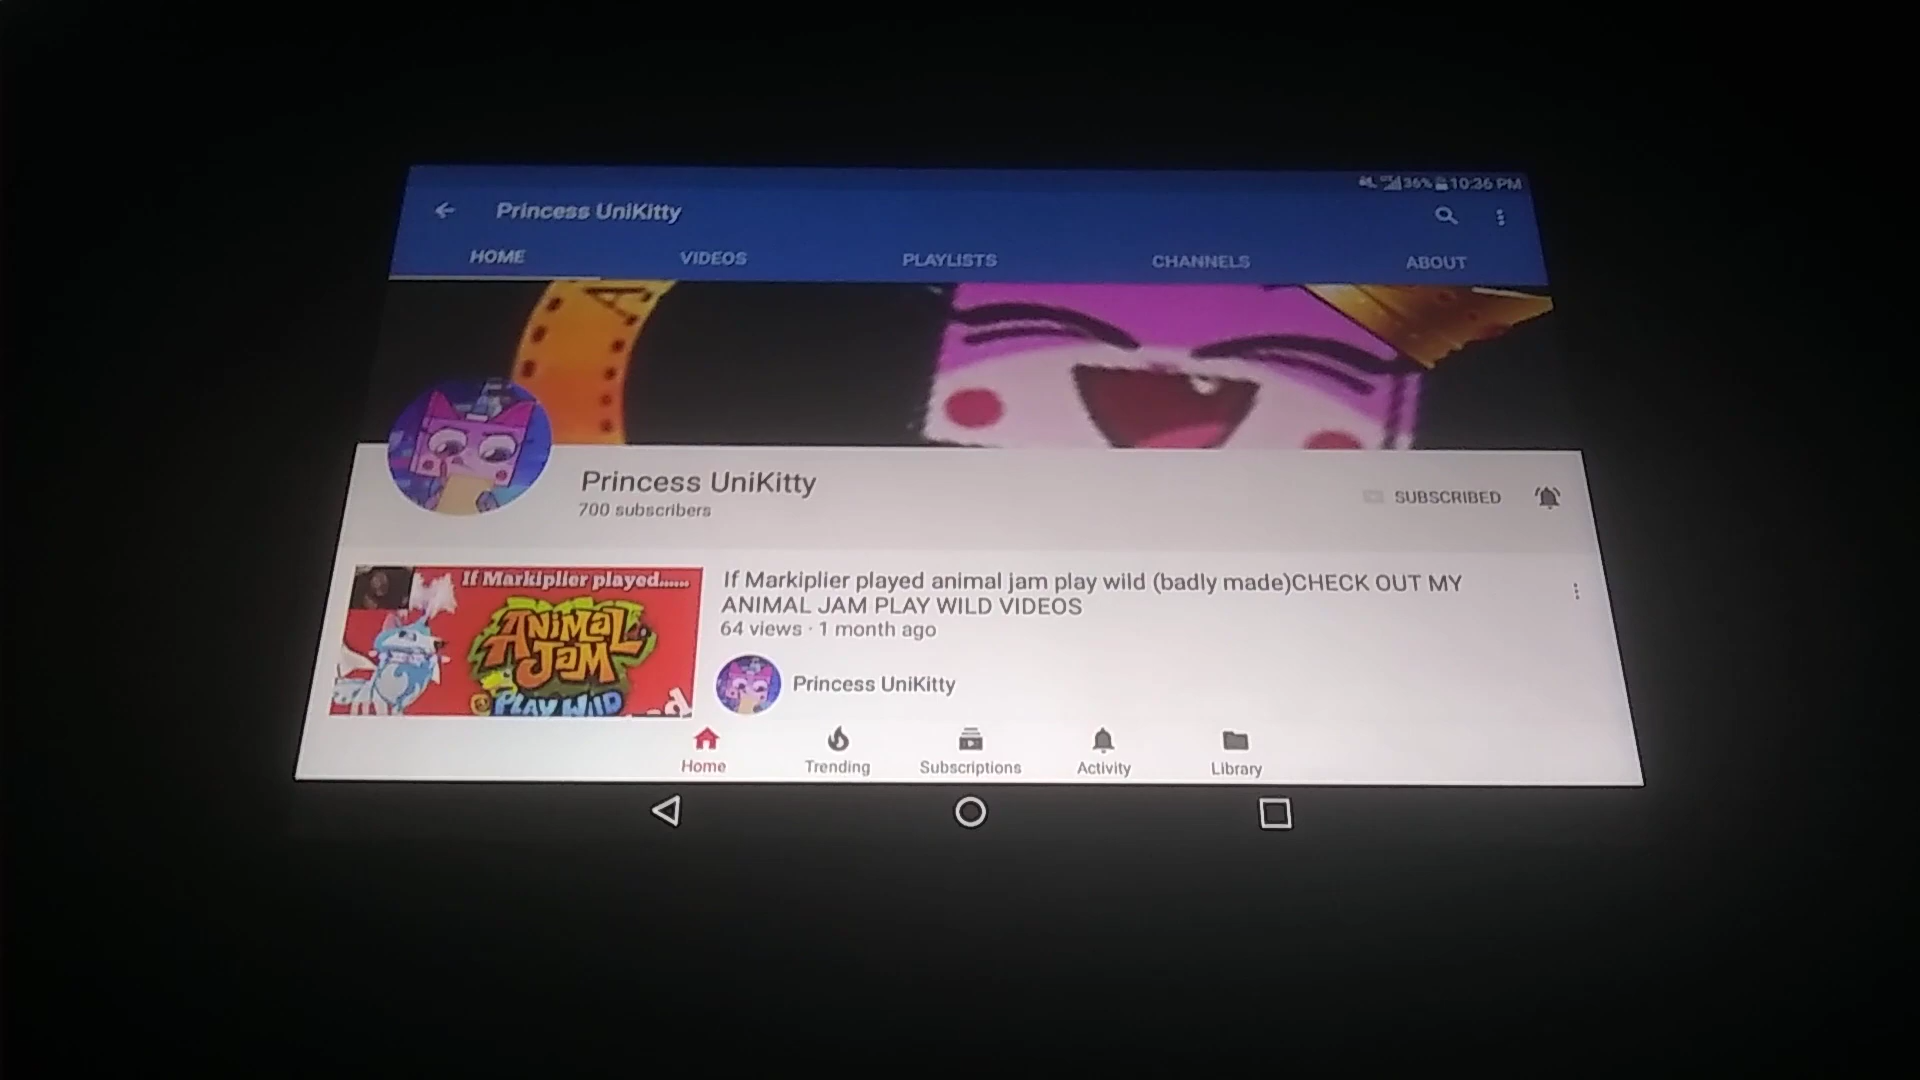 36% 10:36 PM
Princess UniKitty
HOME VIDEOS PLAYLISTS CHANNELS ABOUT
A
Princess UniKitty
700 subscribers
SUBSCRIBED
If Markiplier played......
ANIMAL
JAM
PLAY WILD
If Markiplier played animal jam play wild (badly made)CHECK OUT MY
ANIMAL JAM PLAY WILD VIDEOS
64 views · 1 month ago
Princess UniKitty
Home Trending Subscriptions Activity Library